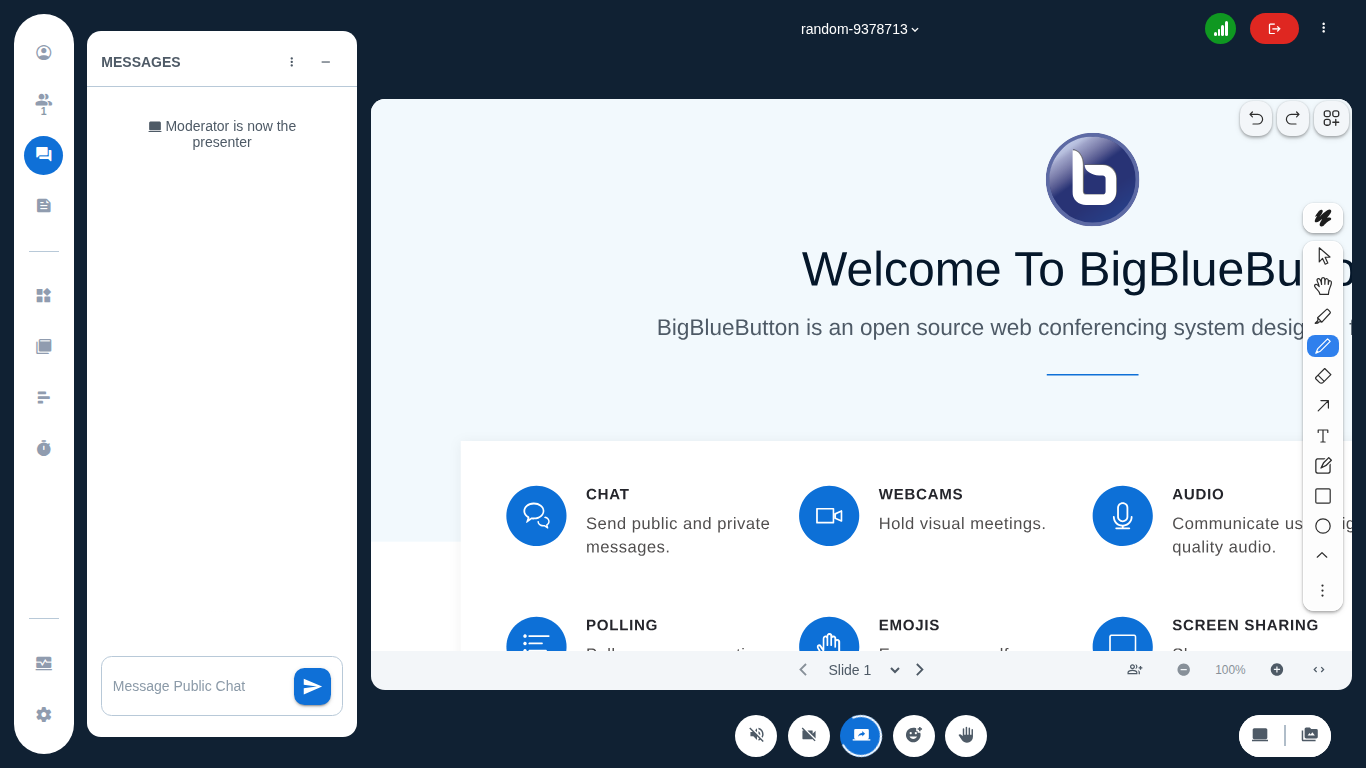 random-9378713
MESSAGES
1
Moderator is now the
presenter
Welcome To BigBlueBu
BigBlueButton is an open source web conferencing system
CHAT
Send public and private
messages.
WEBCAMS
Hold visual meetings.
AUDIO
Communicate
quality audio.
POLLING
EMOJIS
SCREEN SHARING
Message Public Chat
Slide 1
100%